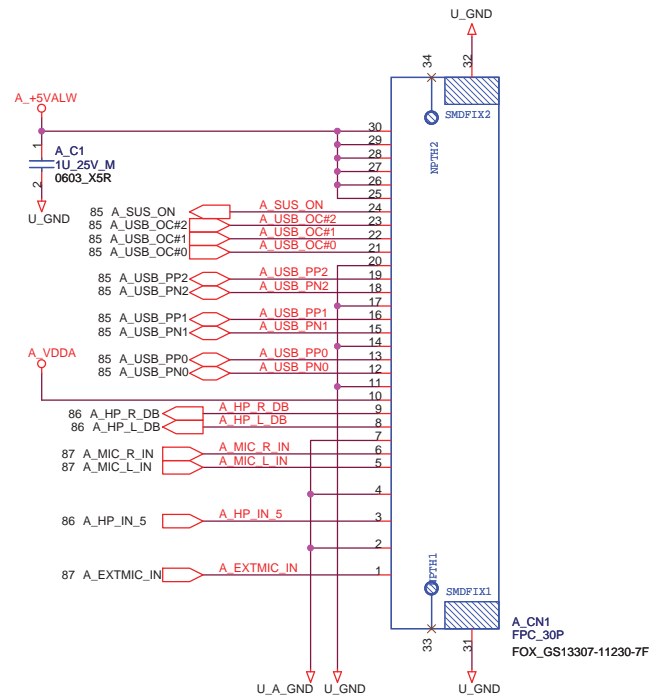 U_GND
34
32
A_+5VALW
SMDFIX2
1
A_C1
1U_25V_M
0603_X5R
2
U_GND
NPTH2
30
29
28
27
26
25
85 A_SUS_ON A_SUS_ON 24
85 A_USB_OC#2 A_USB_OC#2 23
85 A_USB_OC#1 A_USB_OC#1 22
85 A_USB_OC#0 A_USB_OC#0 21
20
85 A_USB_PP2 A_USB_PP2 19
85 A_USB_PN2 A_USB_PN2 18
17
85 A_USB_PP1 A_USB_PP1 16
85 A_USB_PN1 A_USB_PN1 15
14
A_VDDA
85 A_USB_PP0 A_USB_PP0 13
85 A_USB_PN0 A_USB_PN0 12
11
10
86 A_HP_R_DB A_HP_R_DB 9
86 A_HP_L_DB A_HP_L_DB 8
7
87 A_MIC_R_IN A_MIC_R_IN 6
87 A_MIC_L_IN A_MIC_L_IN 5
4
86 A_HP_IN_5 A_HP_IN_5 3
2
87 A_EXTMIC_IN A_EXTMIC_IN 1
NPTH1
SMDFIX1
33
31
A_CN1
FPC_30P
FOX_GS13307-11230-7F
U_A_GND U_GND U_GND